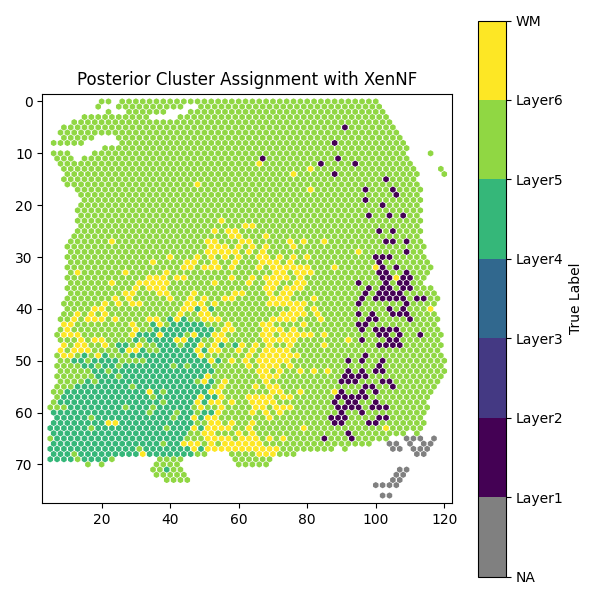 Posterior Cluster Assignment with XenNF
0
10
20
30
40
50
60
70
20
40
60
80
100
120
WM
Layer6
Layer5
Layer4
Layer3
Layer2
Layer1
NA
True Label